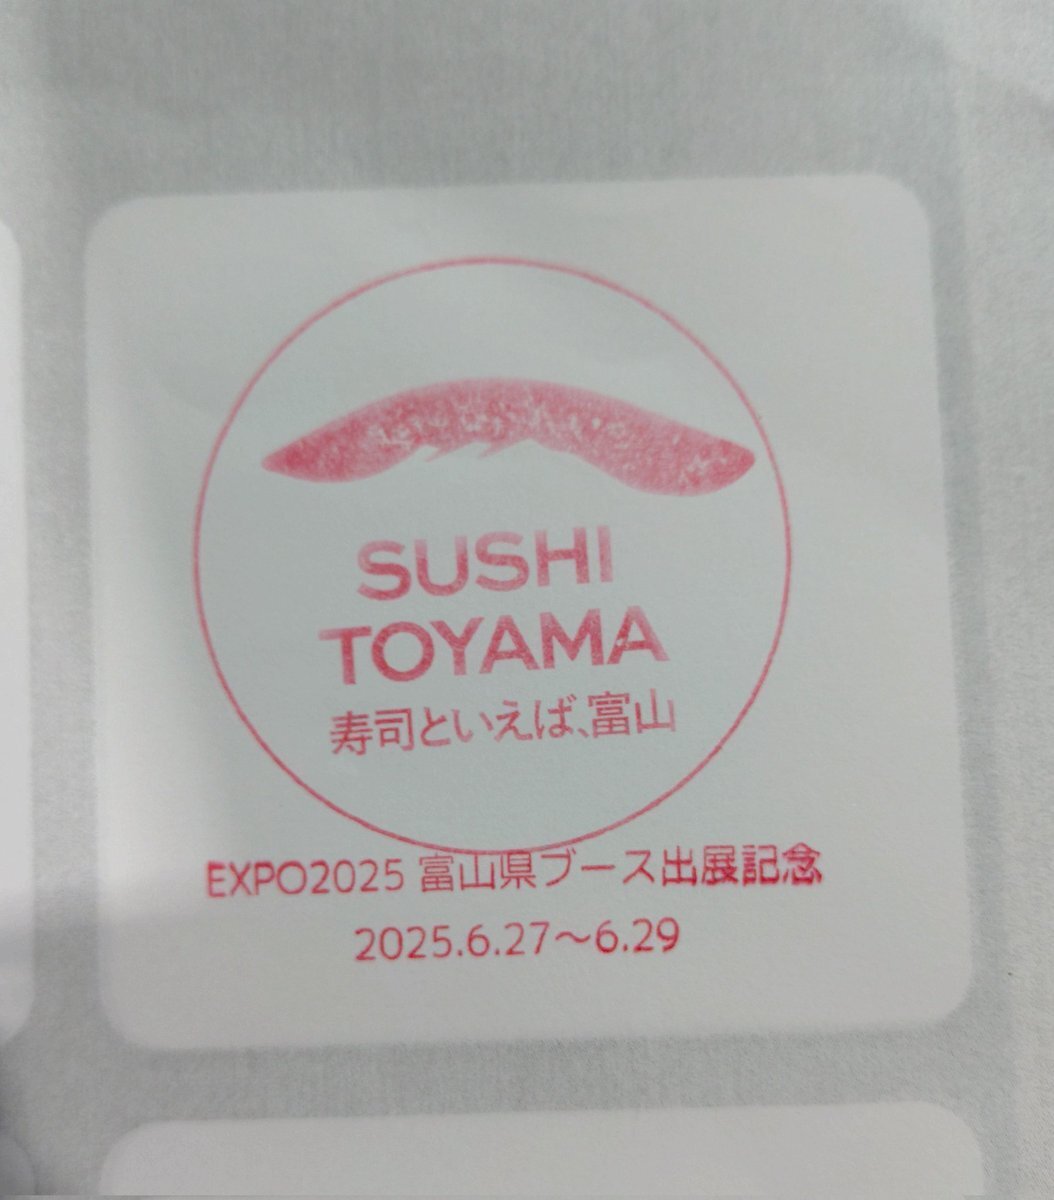 SUSHI
TOYAMA
寿司といえば、富山
EXPO2025 富山県ブース出展記念
2025.6.27～6.29